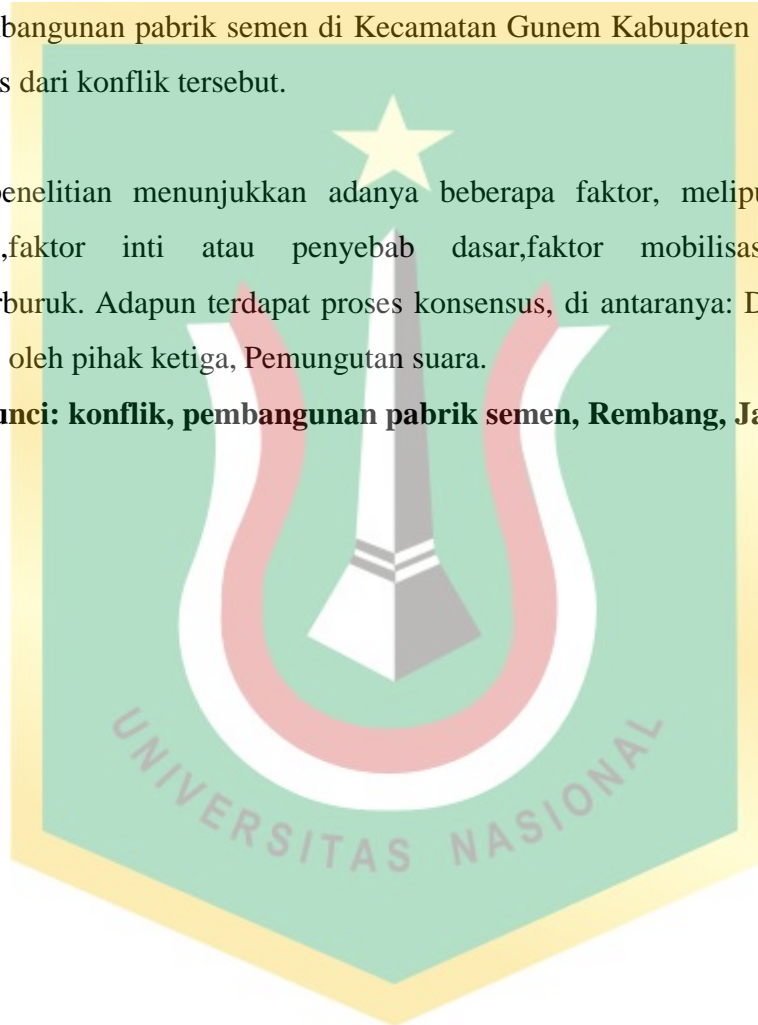 bangunan pabrik semen di Kecamatan Gunem Kabupaten
s dari konflik tersebut.
enelitian menunjukkan adanya beberapa faktor, melipu
,faktor inti atau penyebab dasar,faktor mobilisas
rburuk. Adapun terdapat proses konsensus, di antaranya: D
oleh pihak ketiga, Pemungutan suara.
unci: konflik, pembangunan pabrik semen, Rembang, Ja
UNIVERSITAS NASIONAL